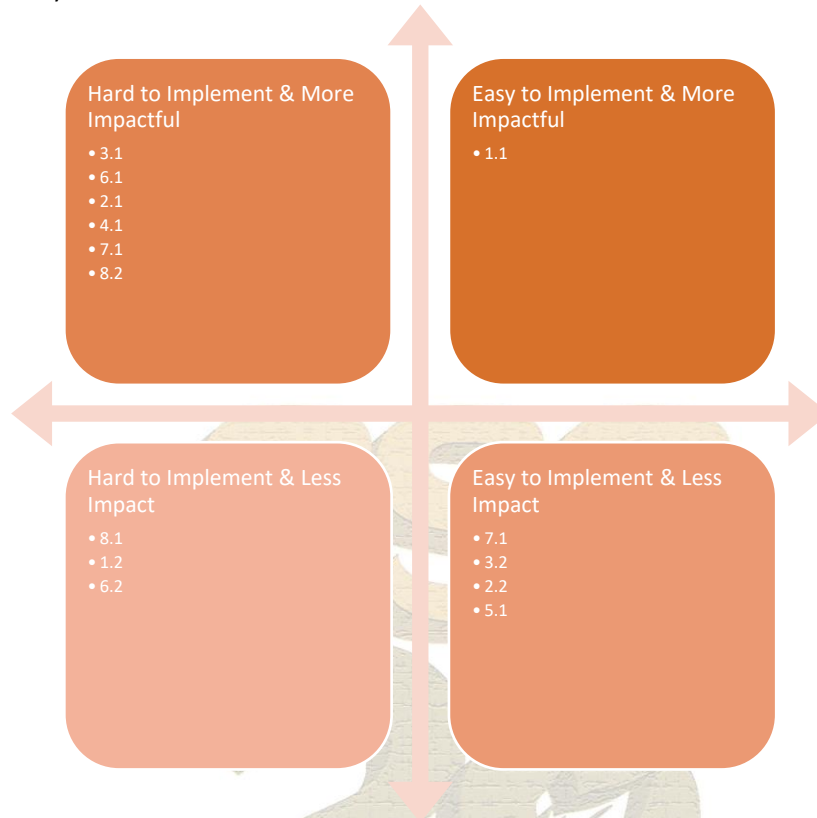 Hard to Implement & More
Impactful
• 3.1
• 6.1
• 2.1
• 4.1
• 7.1
• 8.2
Easy to Implement & More
Impactful
• 1.1
Hard to Implement & Less
Impact
• 8.1
• 1.2
• 6.2
Easy to Implement & Less
Impact
• 7.1
• 3.2
• 2.2
• 5.1